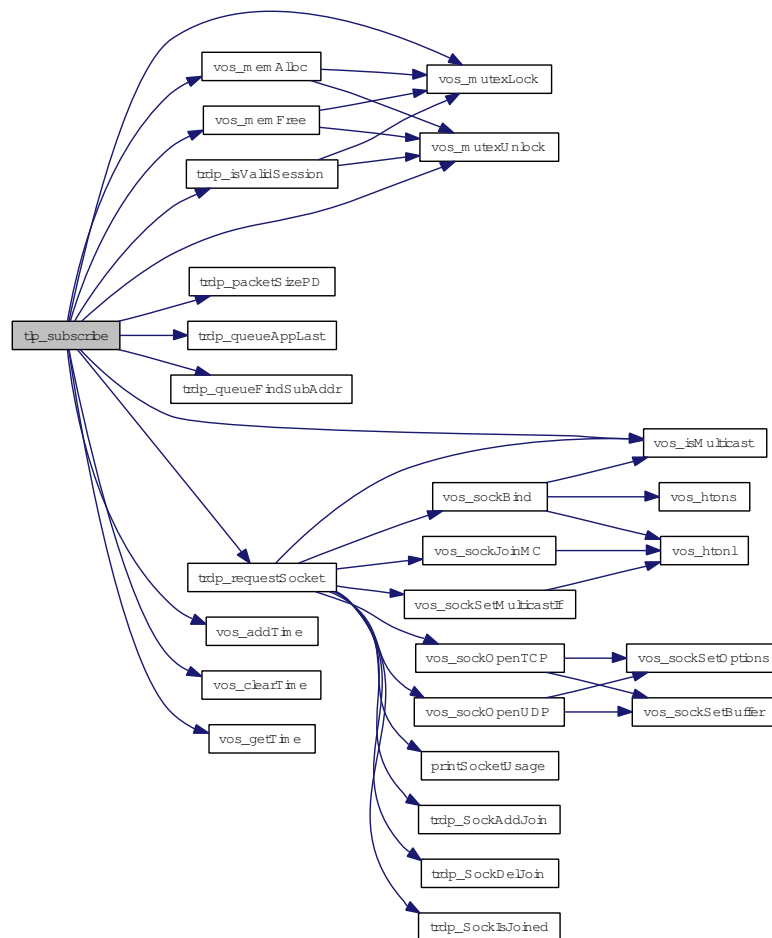 vos_memAlloc
vos_mutexLock
vos_memFree
vos_mutexUnlock
trdp_isValidSession
trdp_packetSizePD
tlp_subscribe
trdp_queueAppLast
trdp_queueFindSubAddr
vos_isMulticast
vos_sockBind
vos_htons
vos_sockJoinMC
vos_htonl
trdp_requestSocket
vos_sockSetMulticastIf
vos_addTime
vos_sockOpenTCP
vos_sockSetOptions
vos_clearTime
vos_sockOpenUDP
vos_sockSetBuffer
vos_getTime
printSocketUsage
trdp_SockAddJoin
trdp_SockDelJoin
trdp_SockIsJoined